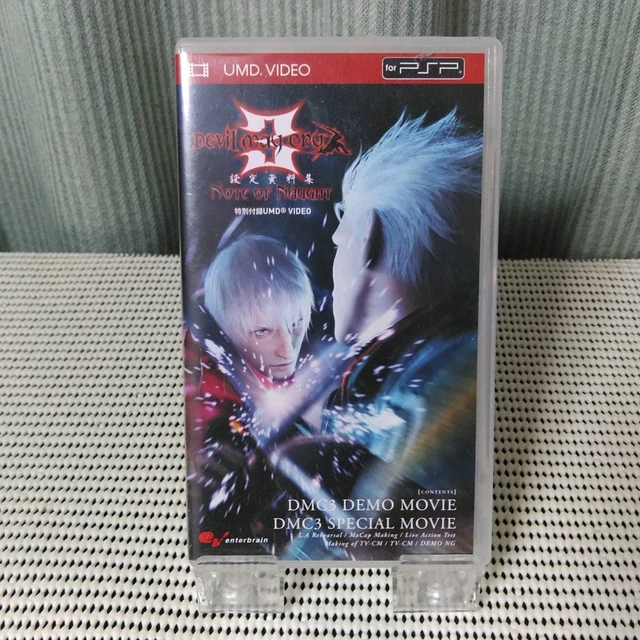 UMD. VIDEO
for PSP
Devil may cry
3
設定資料集
NOTE OF NAUGHT
特別付録UMD® VIDEO
[CONTENTS]
DMC3 DEMO MOVIE
DMC3 SPECIAL MOVIE
L.A Rehearsal / MoCap Making / Live Action Test
Making of TV-CM / TV-CM / DEMO NG
enterbrain